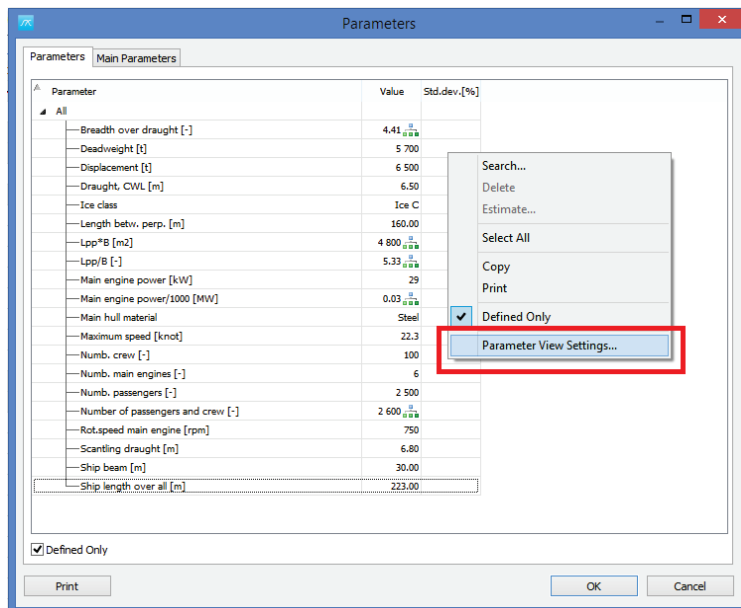 Parameters
Parameters Main Parameters
Parameter Value Std.dev.[%]
All
Breadth over draught [-] 4.41
Deadweight [t] 5 700
Displacement [t] 6 500
Draught, CWL [m] 6.50
Ice class Ice C
Length betw. perp. [m] 160.00
Lpp*B [m2] 4 800
Lpp/B [-] 5.33
Main engine power [kW] 29
Main engine power/1000 [MW] 0.03
Main hull material Steel
Maximum speed [knot] 22.3
Numb. crew [-] 100
Numb. main engines [-] 6
Numb. passengers [-] 2 500
Number of passengers and crew [-] 2 600
Rot.speed main engine [rpm] 750
Scantling draught [m] 6.80
Ship beam [m] 30.00
Ship length over all [m] 223.00
Search...
Delete
Estimate...
Select All
Copy
Print
Defined Only
Parameter View Settings...
Defined Only
Print OK Cancel